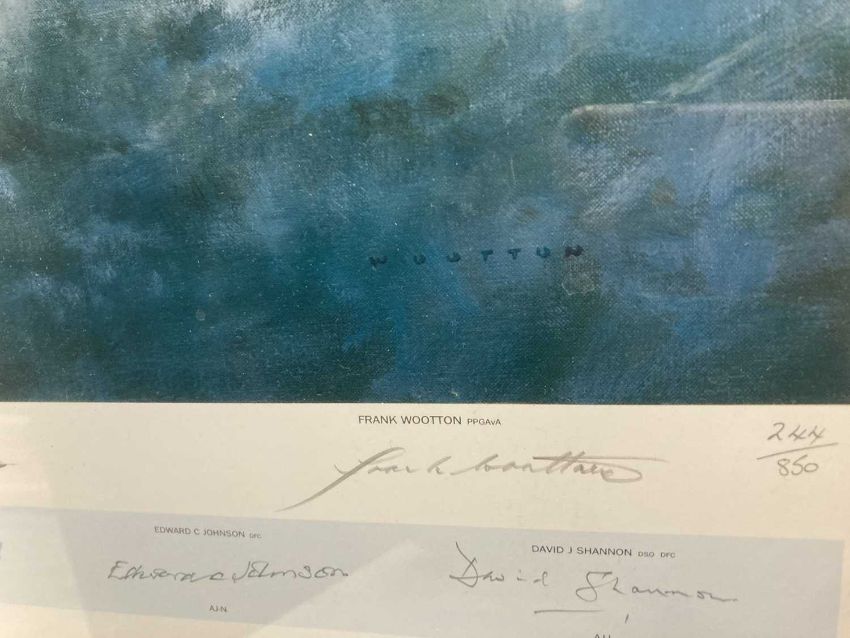 WOOTTON
FRANK WOOTTON PPGAvA
Frank Wootton
244/850
EDWARD C JOHNSON DFC
Edward C Johnson
AJ-N
DAVID J SHANNON DSO DFC
David Shannon